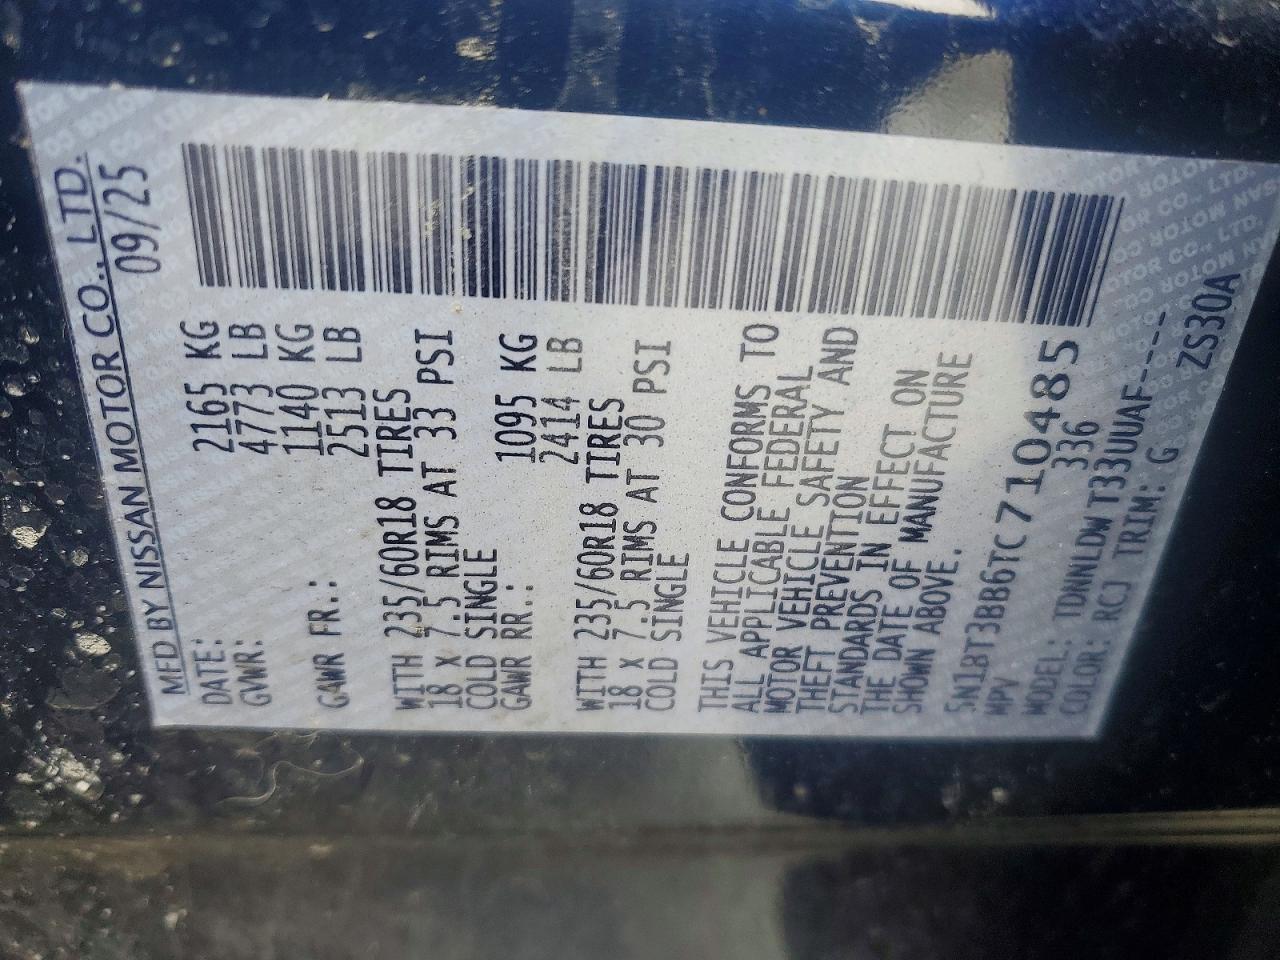 MFD BY NISSAN MOTOR CO., LTD.
DATE: 09/25
GVWR: 2165 KG
4773 LB
GAWR FR.: 1140 KG
2513 LB
WITH 235/60R18 TIRES
18 X 7.5 RIMS AT 33 PSI
COLD SINGLE
GAWR RR.: 1095 KG
2414 LB
WITH 235/60R18 TIRES
18 X 7.5 RIMS AT 30 PSI
COLD SINGLE
THIS VEHICLE CONFORMS TO
ALL APPLICABLE FEDERAL
MOTOR VEHICLE SAFETY AND
THEFT PREVENTION
STANDARDS IN EFFECT ON
THE DATE OF MANUFACTURE
SHOWN ABOVE.
5N1BT3BB6TC710485
MPV 336
MODEL: TDNNLDW T33UUAF----
COLOR: RCJ TRIM: G ZS30A